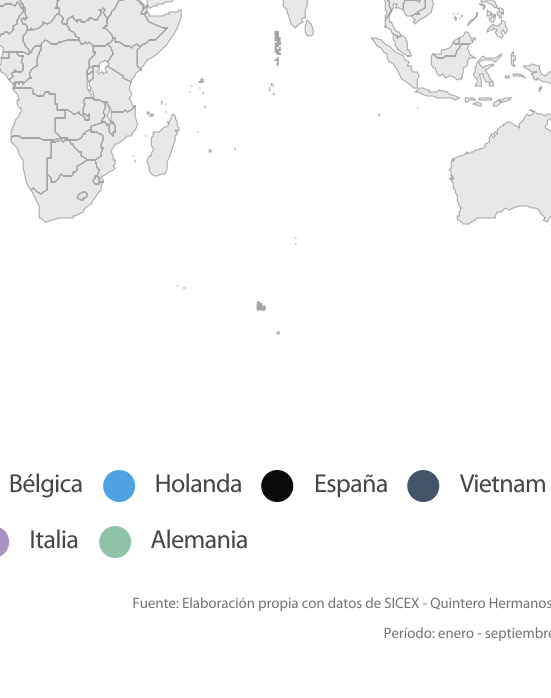 Bélgica Holanda España Vietnam
Italia Alemania
Fuente: Elaboración propia con datos de SICEX - Quintero Hermanos
Período: enero - septiembre